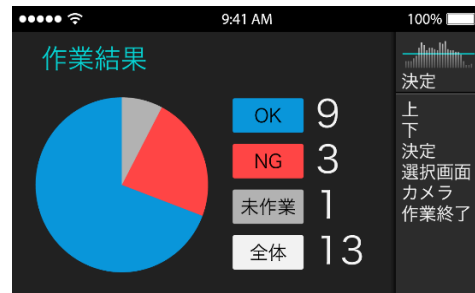 9:41 AM
100%
作業結果
OK 9
NG 3
未作業 1
全体 13
決定
上
下
決定
選択画面
カメラ
作業終了